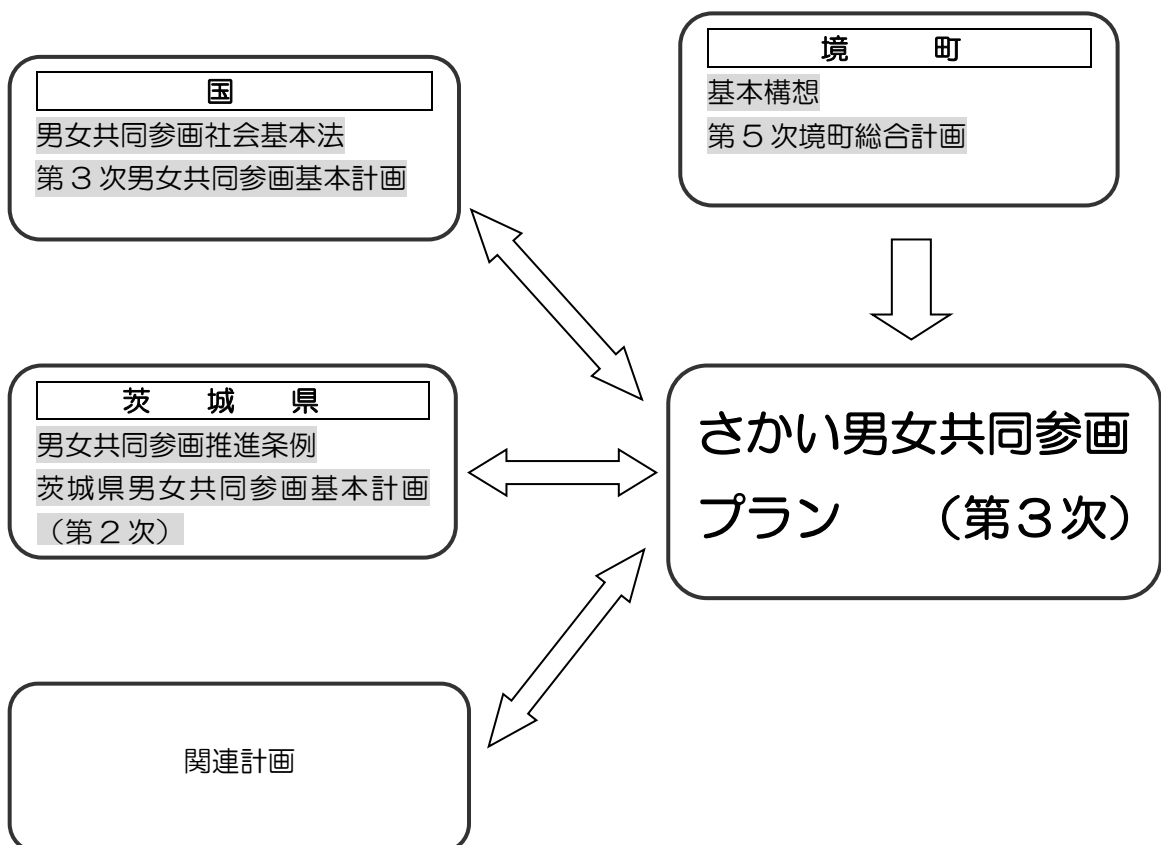 国
男女共同参画社会基本法
第３次男女共同参画基本計画
境　町
基本構想
第５次境町総合計画
茨　城　県
男女共同参画推進条例
茨城県男女共同参画基本計画
（第２次）
さかい男女共同参画
プラン　（第３次）
関連計画